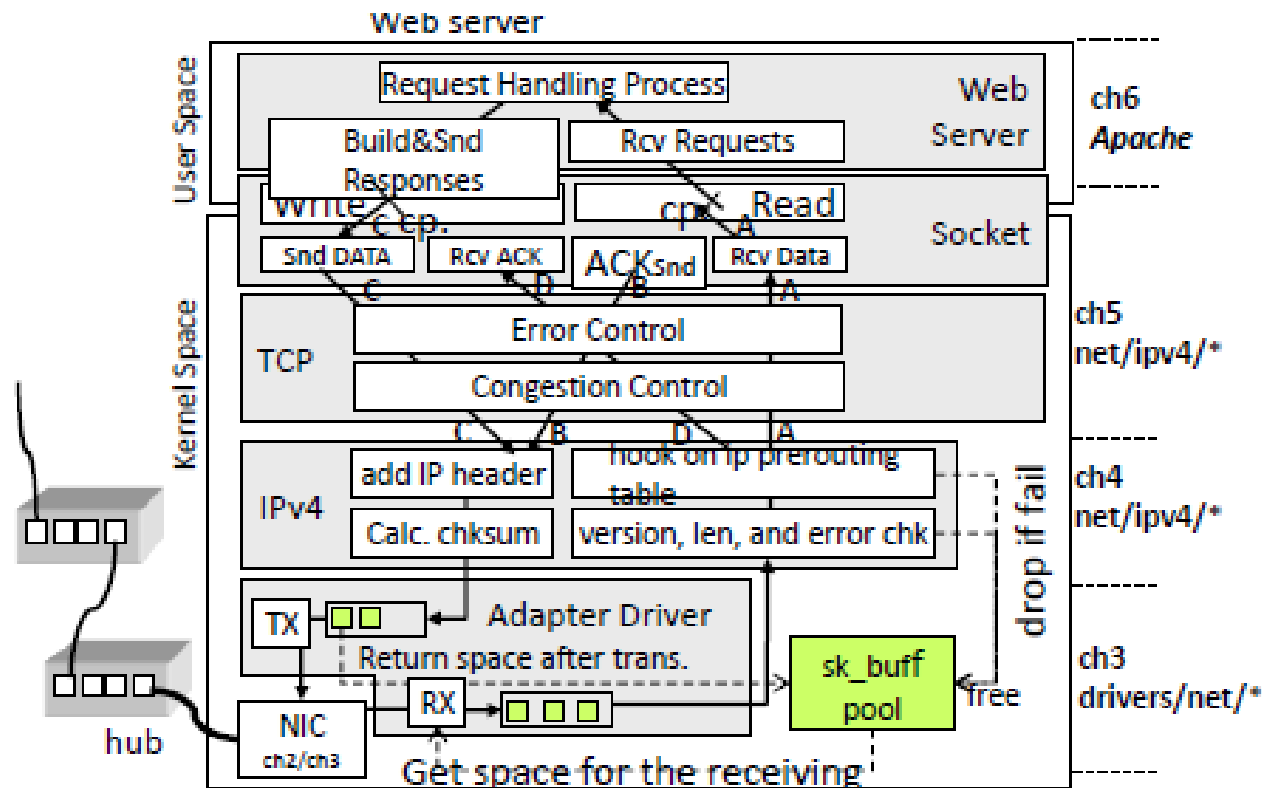 Web server
User Space
Request Handling Process
Web
Server
Build&Snd
Responses
Rcv Requests
ch6
Apache
Write
cp.
C
cp.
A
Read
Socket
Snd DATA
Rcv ACK
ACKSnd
Rcv Data
C
D
B
A
Kernel Space
TCP
Error Control
Congestion Control
ch5
net/ipv4/*
C
B
D
A
IPv4
add IP header
hook on ip prerouting
table
Calc. chksum
version, len, and error chk
drop if fail
ch4
net/ipv4/*
TX
Adapter Driver
Return space after trans.
sk_buff
pool
free
ch3
drivers/net/*
RX
NIC
ch2/ch3
hub
Get space for the receiving